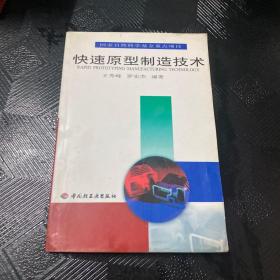 国家自然科学基金重点项目
快速原型制造技术
RAPID PROTOTYPING MANUFACTURING TECHNOLOGY
王秀峰 罗宏杰 编著
中国轻工业出版社